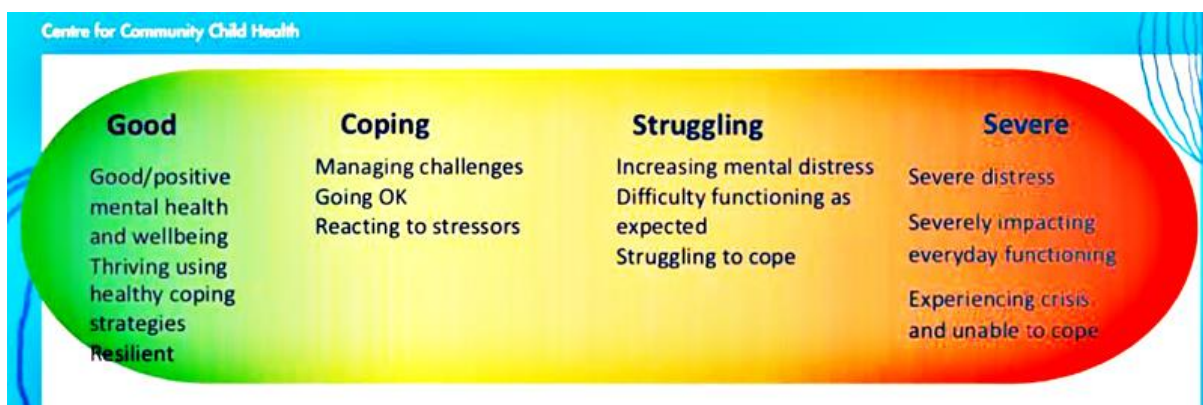 Centre for Community Child Health
Good
Good/positive
mental health
and wellbeing
Thriving using
healthy coping
strategies
Resilient
Coping
Managing challenges
Going OK
Reacting to stressors
Struggling
Increasing mental distress
Difficulty functioning as
expected
Struggling to cope
Severe
Severe distress
Severely impacting
everyday functioning
Experiencing crisis
and unable to cope